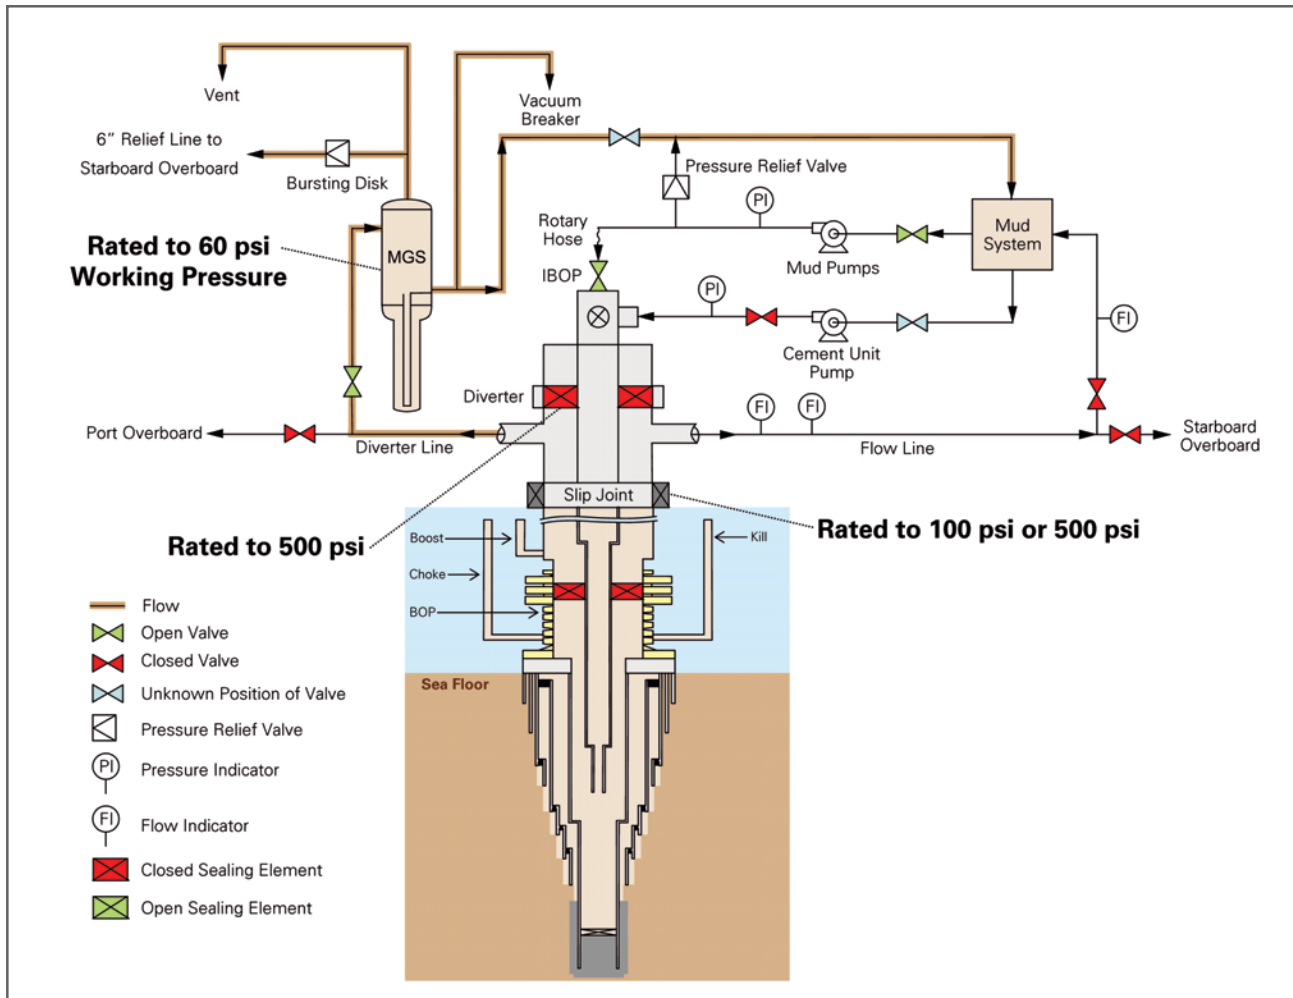 Vent
Vacuum
Breaker
6" Relief Line to
Starboard Overboard
Bursting Disk
Pressure Relief Valve
PI
Rotary
Hose
Mud
System
Rated to 60 psi
Working Pressure
MGS
IBOP
Mud Pumps
PI
FI
Cement Unit
Pump
Diverter
FI
FI
Port Overboard
Diverter Line
Flow Line
Starboard
Overboard
Slip Joint
Rated to 500 psi
Rated to 100 psi or 500 psi
Boost
Kill
Choke
BOP
Sea Floor
Flow
Open Valve
Closed Valve
Unknown Position of Valve
Pressure Relief Valve
PI
Pressure Indicator
FI
Flow Indicator
Closed Sealing Element
Open Sealing Element